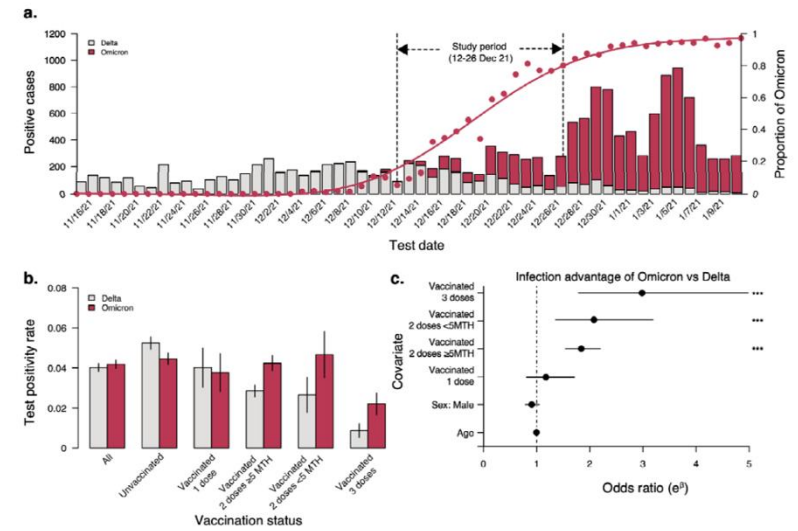 a.
1200
1000
800
600
400
200
0
Positive cases
Delta
Omicron
Study period
(12-26 Dec 21)
1
0.8
0.6
0.4
0.2
0
Proportion of Omicron
11/16/21
11/18/21
11/20/21
11/22/21
11/24/21
11/26/21
11/28/21
11/30/21
12/2/21
12/4/21
12/6/21
12/8/21
12/10/21
12/12/21
12/14/21
12/16/21
12/18/21
12/20/21
12/22/21
12/24/21
12/26/21
12/28/21
12/30/21
1/1/21
1/3/21
1/5/21
1/7/21
1/9/21
Test date
b.
0.08
0.06
0.04
0.02
0
Test positivity rate
Delta
Omicron
All
Unvaccinated
Vaccinated
1 dose
Vaccinated
2 doses ≥5 MTH
Vaccinated
2 doses <5 MTH
Vaccinated
3 doses
Vaccination status
c.
Infection advantage of Omicron vs Delta
Covariate
Vaccinated
3 doses
***
Vaccinated
2 doses <5MTH
***
Vaccinated
2 doses ≥5MTH
***
Vaccinated
1 dose
Sex: Male
Age
0
1
2
3
4
5
Odds ratio (eᵝ)